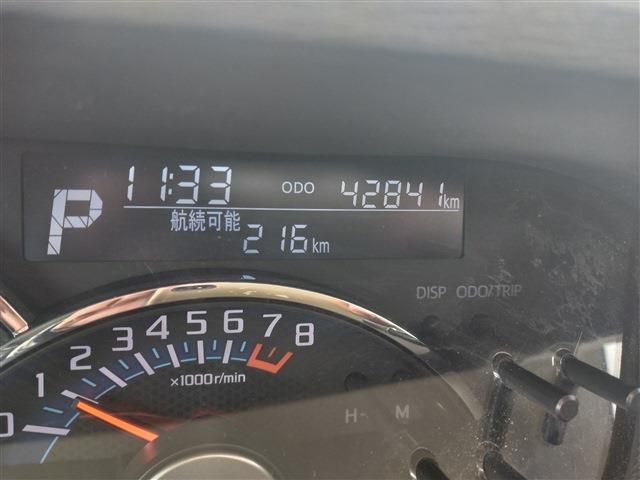 P 11:33 ODO 42841km
航続可能
216km
DISP ODO/TRIP
0 1 2 3 4 5 6 7 8
×1000r/min
H M